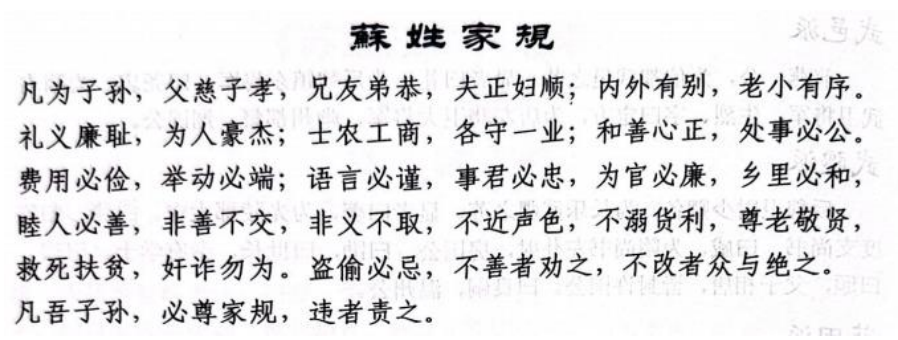 蘇姓家規
凡为子孙，父慈子孝，兄友弟恭，夫正妇顺；内外有别，老小有序。
礼义廉耻，为人豪杰；士农工商，各守一业；和善心正，处事必公。
费用必俭，举动必端；语言必谨，事君必忠，为官必廉，乡里必和，
睦人必善，非善不交，非义不取，不近声色，不溺货利，尊老敬贤，
救死扶贫，奸诈勿为。盗偷必忌，不善者劝之，不改者众与绝之。
凡吾子孙，必尊家规，违者责之。